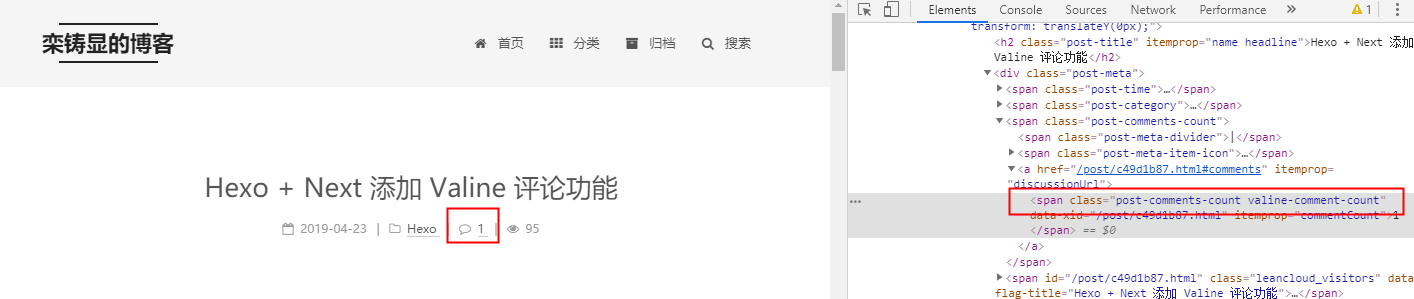 栾铸显的博客
首页 分类 归档 搜索
Hexo + Next 添加 Valine 评论功能
2019-04-23 | Hexo 1 | 95
Elements Console Sources Network Performance » 1
transform: translateY(0px);">
<h2 class="post-title" itemprop="name headline">Hexo + Next 添加
Valine 评论功能</h2>
<div class="post-meta">
<span class="post-time">…</span>
<span class="post-category">…</span>
<span class="post-comments-count">
<span class="post-meta-divider">|</span>
<span class="post-meta-item-icon">…</span>
<a href="/post/c49d1b87.html#comments" itemprop=
"discussionUrl">
<span class="post-comments-count valine-comment-count"
data-xid="/post/c49d1b87.html" itemprop="commentCount">1
</span> == $0
</a>
</span>
<span id="/post/c49d1b87.html" class="leancloud_visitors" data
flag-title="Hexo + Next 添加 Valine 评论功能">…</span>